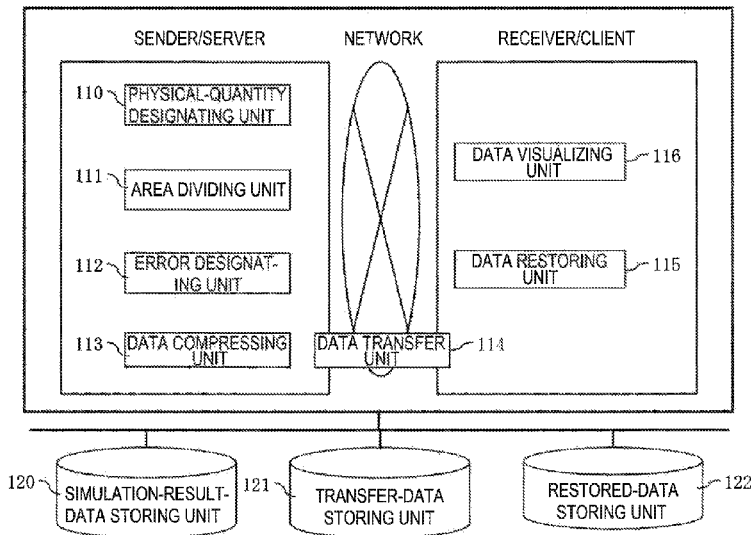 SENDER/SERVER
NETWORK
RECEIVER/CLIENT
110
PHYSICAL-QUANTITY
DESIGNATING UNIT
111
AREA DIVIDING UNIT
112
ERROR DESIGNAT-
ING UNIT
113
DATA COMPRESSING
UNIT
DATA TRANSFER
UNIT
114
DATA VISUALIZING
UNIT
116
DATA RESTORING
UNIT
115
120
SIMULATION-RESULT-
DATA STORING UNIT
121
TRANSFER-DATA
STORING UNIT
RESTORED-DATA
STORING UNIT
122